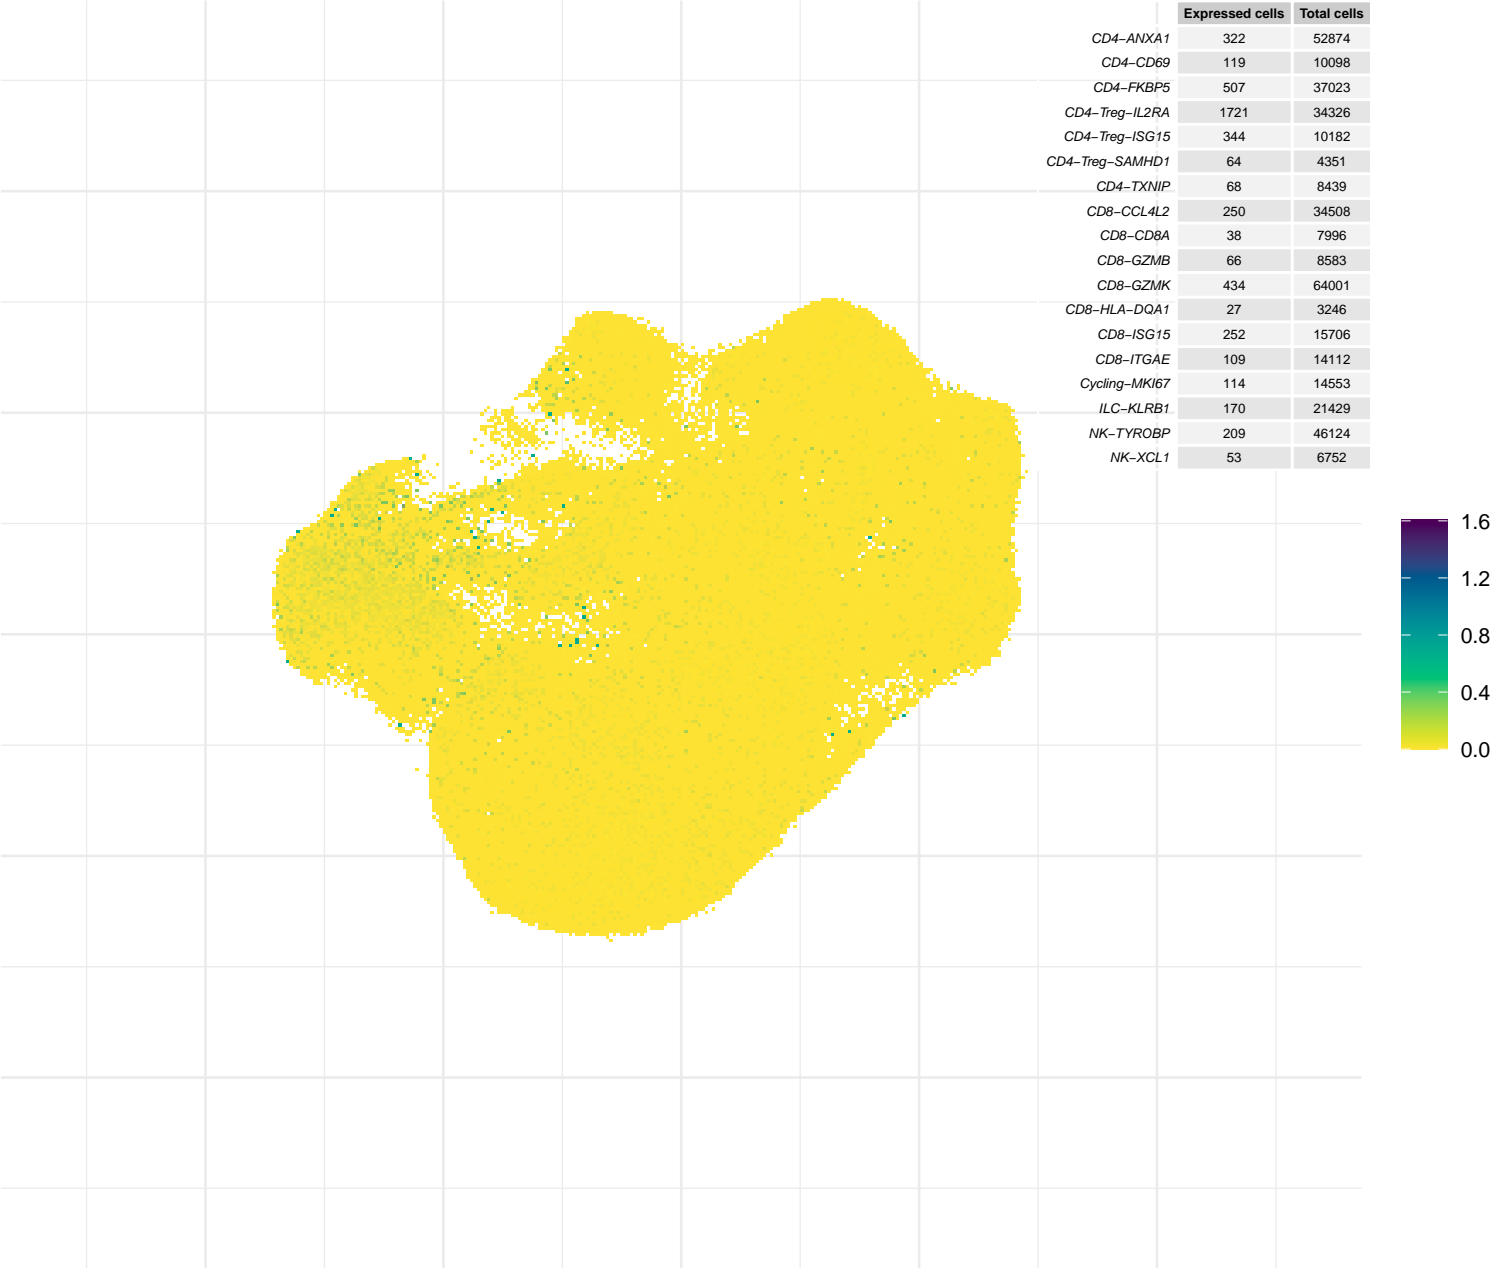 Expressed cells Total cells
CD4−ANXA1 322 52874
CD4−CD69 119 10098
CD4−FKBP5 507 37023
CD4−Treg−IL2RA 1721 34326
CD4−Treg−ISG15 344 10182
CD4−Treg−SAMHD1 64 4351
CD4−TXNIP 68 8439
CD8−CCL4L2 250 34508
CD8−CD8A 38 7996
CD8−GZMB 66 8583
CD8−GZMK 434 64001
CD8−HLA−DQA1 27 3246
CD8−ISG15 252 15706
CD8−ITGAE 109 14112
Cycling−MKI67 114 14553
ILC−KLRB1 170 21429
NK−TYROBP 209 46124
NK−XCL1 53 6752
1.6
1.2
0.8
0.4
0.0